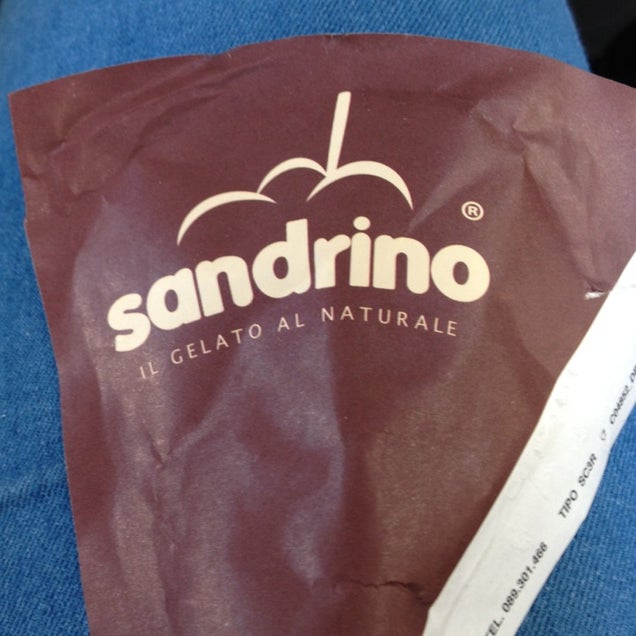 sandrino®
IL GELATO AL NATURALE
TEL. 089.301.466 TIPO SC3R